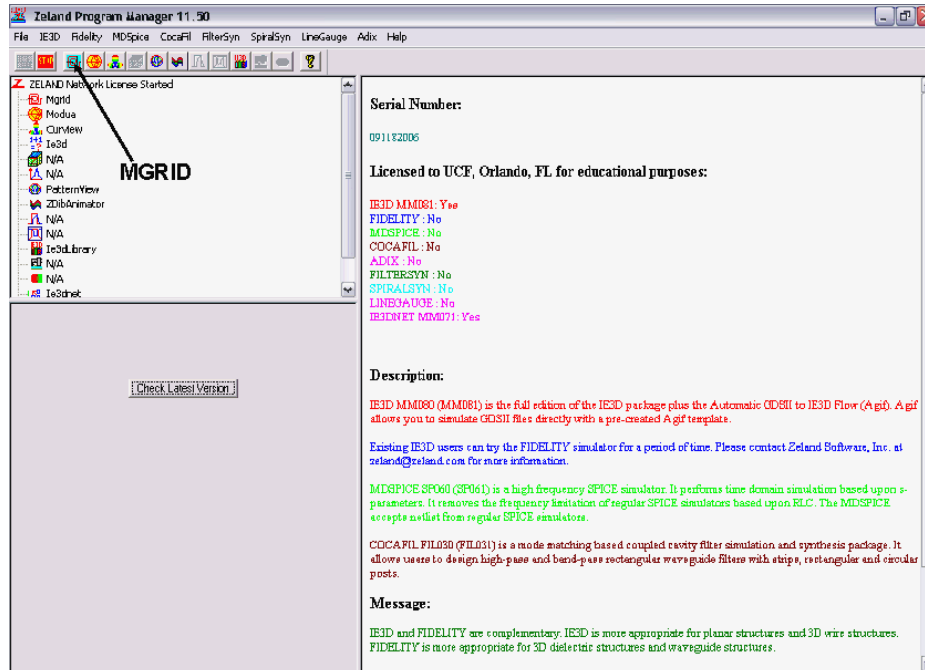 Zeland Program Manager 11.50
File IE3D Fidelity MDSpice CocaFil FilterSyn SpiralSyn LineGauge Adix Help
STOP
ZELAND Network License Started
Mgrid
Modua
Curview
Ie3d
N/A
N/A
PatternView
ZDibAnimator
N/A
N/A
Ie3dLibrary
N/A
N/A
Ie3dnet
MGRID
Check Latest Version
Serial Number:
091182006
Licensed to UCF, Orlando, FL for educational purposes:
IE3D MM081: Yes
FIDELITY: No
MDSPICE: No
COCAFIL: No
ADIX: No
FILTERSYN: No
SPIRALSYN: No
LINEGAUGE: No
IE3DNET MM071: Yes
Description:
IE3D MM080 (MM081) is the full edition of the IE3D package plus the Automatic GDSII to IE3D Flow (Agif). Agif
allows you to simulate GDSII files directly with a pre-created Agif template.
Existing IE3D users can try the FIDELITY simulator for a period of time. Please contact Zeland Software, Inc. at
zeland@zeland.com for more information.
MDSPICE SP060 (SP061) is a high frequency SPICE simulator. It performs time domain simulation based upon s-
parameters. It removes the frequency limitation of regular SPICE simulators based upon RLC. The MDSPICE
accepts netlist from regular SPICE simulators.
COCAFIL FIL030 (FIL031) is a mode matching based coupled cavity filter simulation and synthesis package. It
allows users to design high-pass and band-pass rectangular waveguide filters with strips, rectangular and circular
posts.
Message:
IE3D and FIDELITY are complementary. IE3D is more appropriate for planar structures and 3D wire structures.
FIDELITY is more appropriate for 3D dielectric structures and waveguide structures.